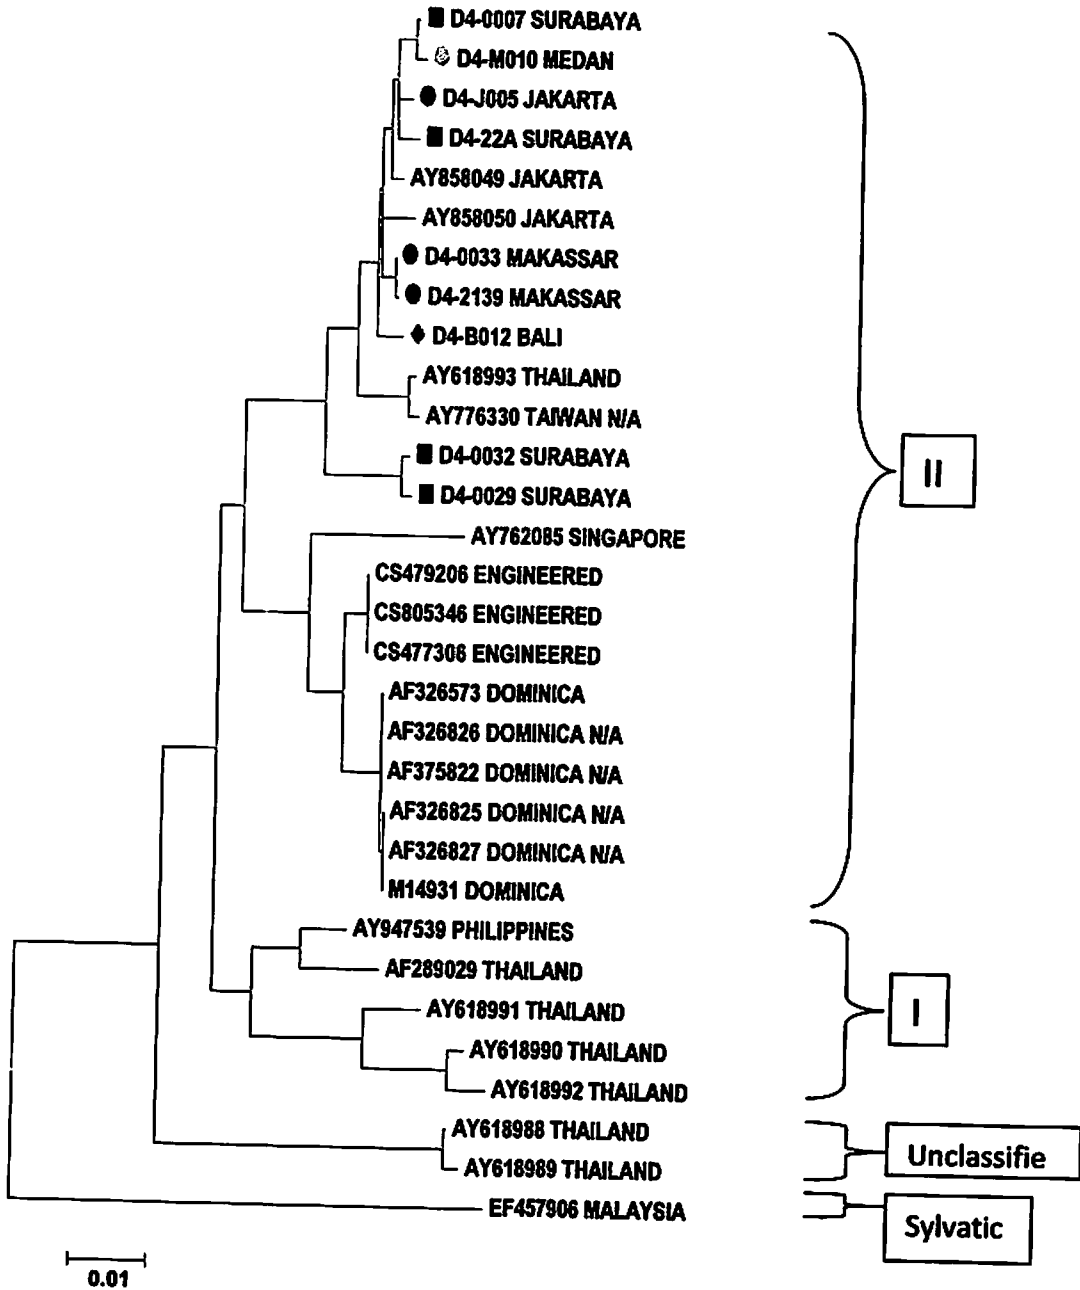 D4-0007 SURABAYA
D4-M010 MEDAN
D4-J005 JAKARTA
D4-22A SURABAYA
AY858049 JAKARTA
AY858050 JAKARTA
D4-0033 MAKASSAR
D4-2139 MAKASSAR
D4-B012 BALI
AY618993 THAILAND
AY776330 TAIWAN N/A
D4-0032 SURABAYA
D4-0029 SURABAYA
II
AY762085 SINGAPORE
CS479206 ENGINEERED
CS805346 ENGINEERED
CS477306 ENGINEERED
AF326573 DOMINICA
AF326826 DOMINICA N/A
AF375822 DOMINICA N/A
AF326825 DOMINICA N/A
AF326827 DOMINICA N/A
M14931 DOMINICA
AY947539 PHILIPPINES
AF289029 THAILAND
AY618991 THAILAND
I
AY618990 THAILAND
AY618992 THAILAND
AY618988 THAILAND
Unclassifie
AY618989 THAILAND
EF457906 MALAYSIA
Sylvatic
0.01